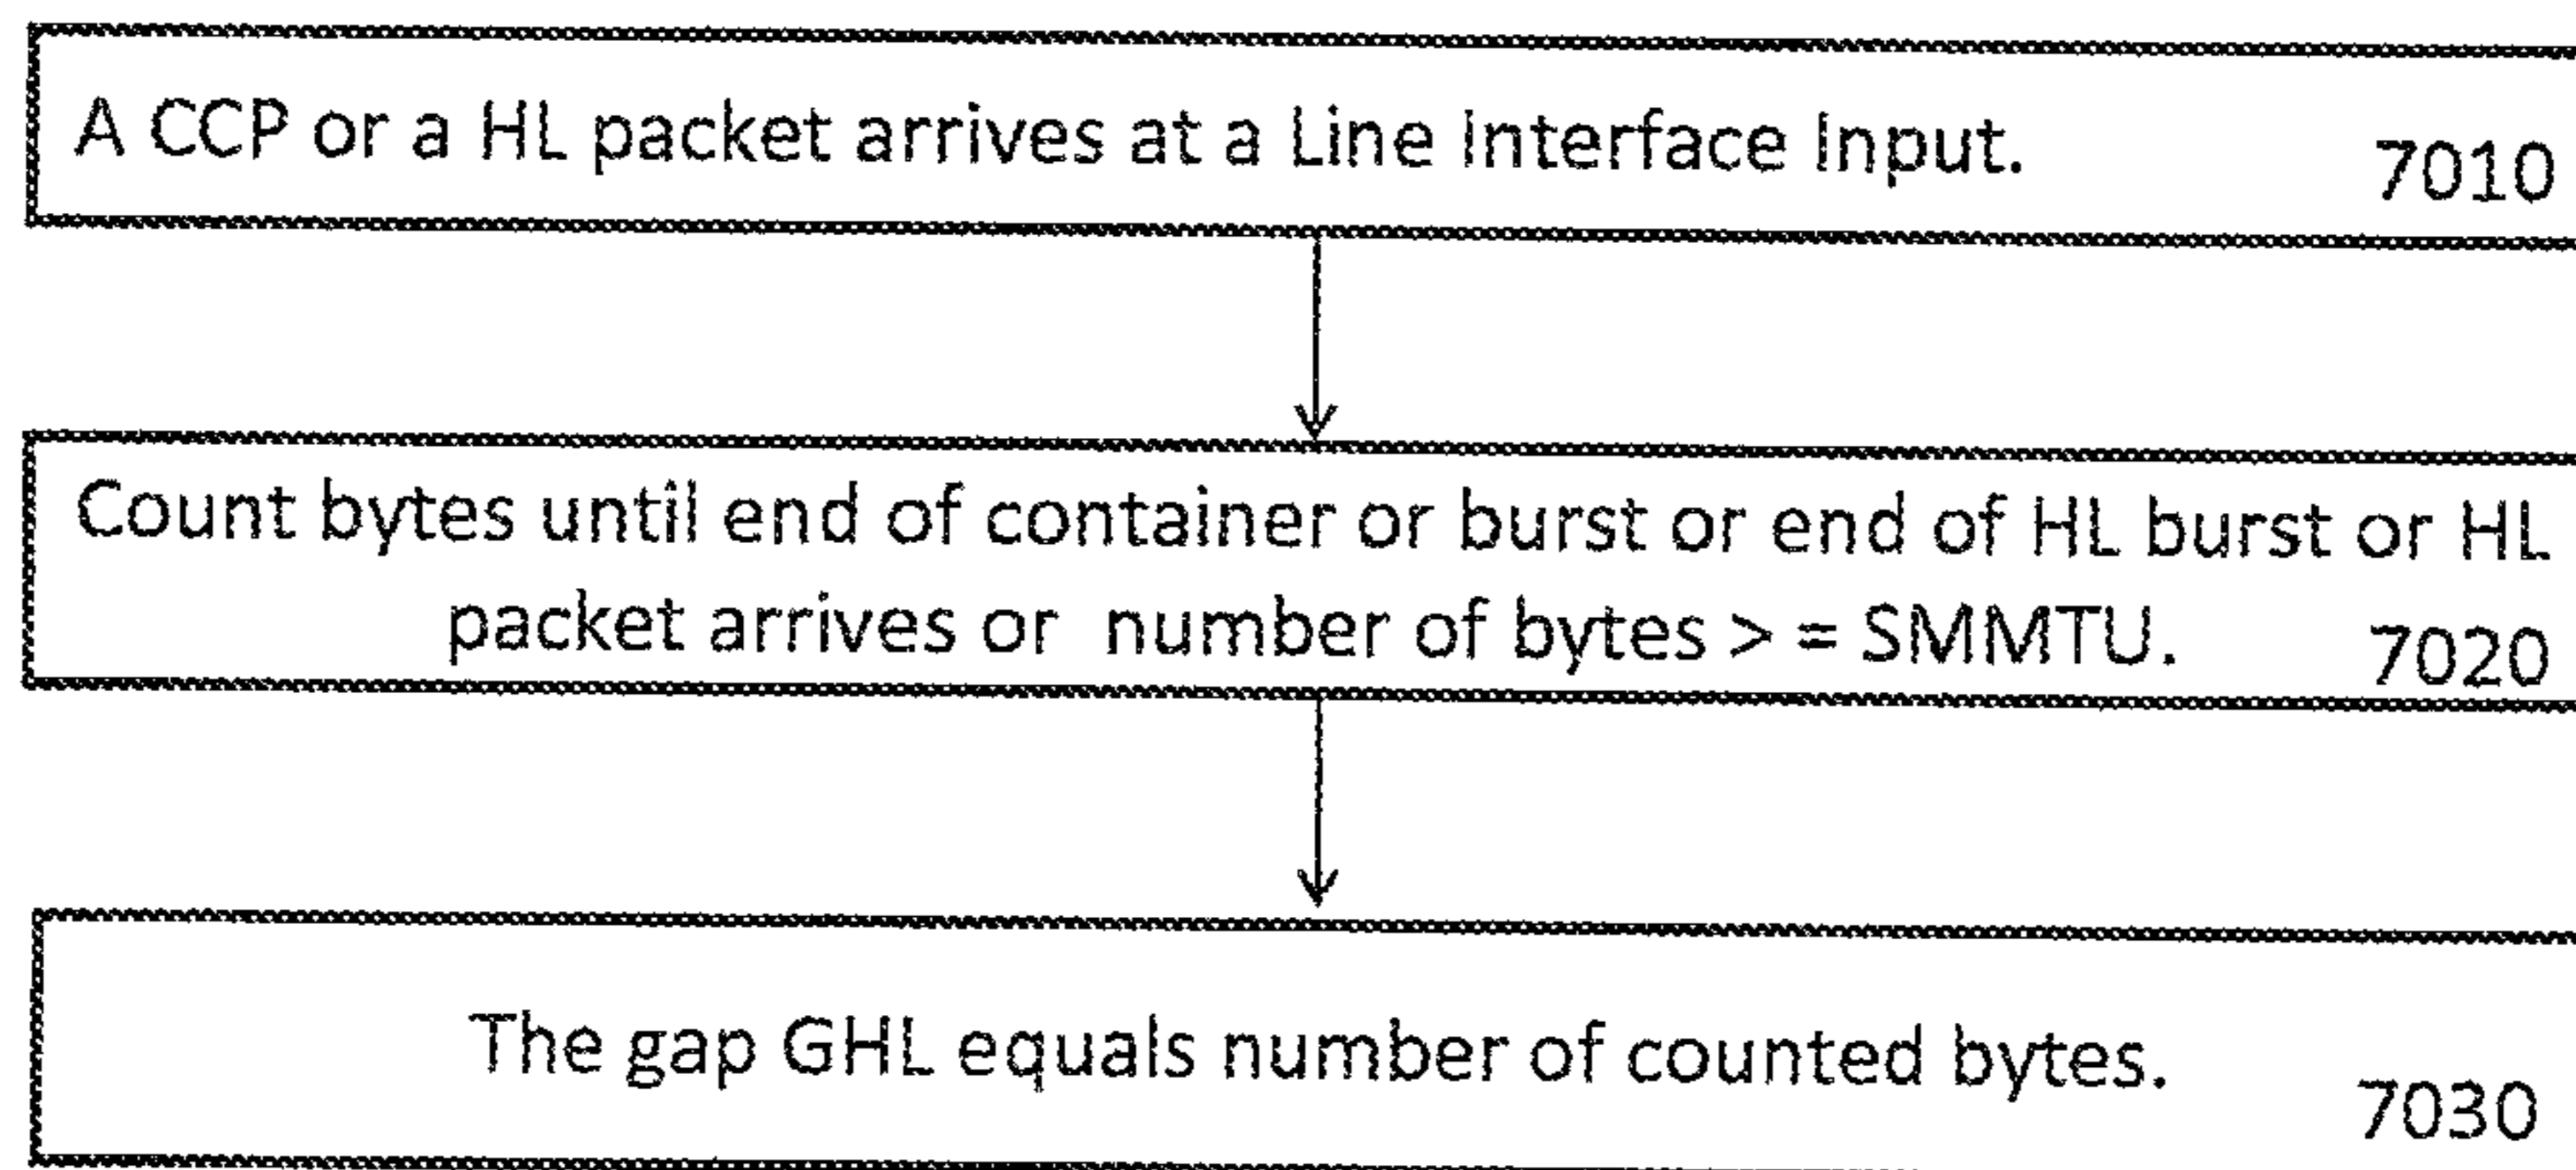 A CCP or a HL packet arrives at a Line Interface Input.
7010
Count bytes until end of container or burst or end of HL burst or HL
packet arrives or number of bytes > = SMMTU.
7020
The gap GHL equals number of counted bytes.
7030